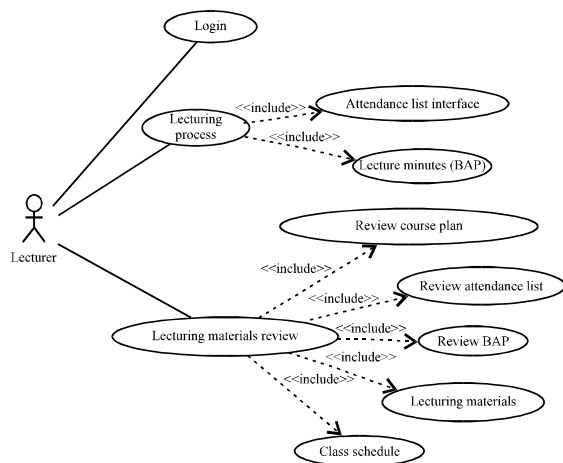 Login
<<include>>
Attendance list interface
Lecturing
process
<<include>>
Lecture minutes (BAP)
Lecturer
Review course plan
<<include>>
Review attendance list
<<include>>
Lecturing materials review
<<include>>
Review BAP
<<include>>
<<include>>
Lecturing materials
Class schedule